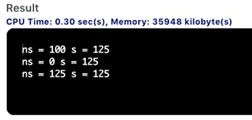 Result
CPU Time: 0.30 sec(s), Memory: 35948 kilobyte(s)
ns = 100 s = 125
ns = 0 s = 125
ns = 125 s = 125